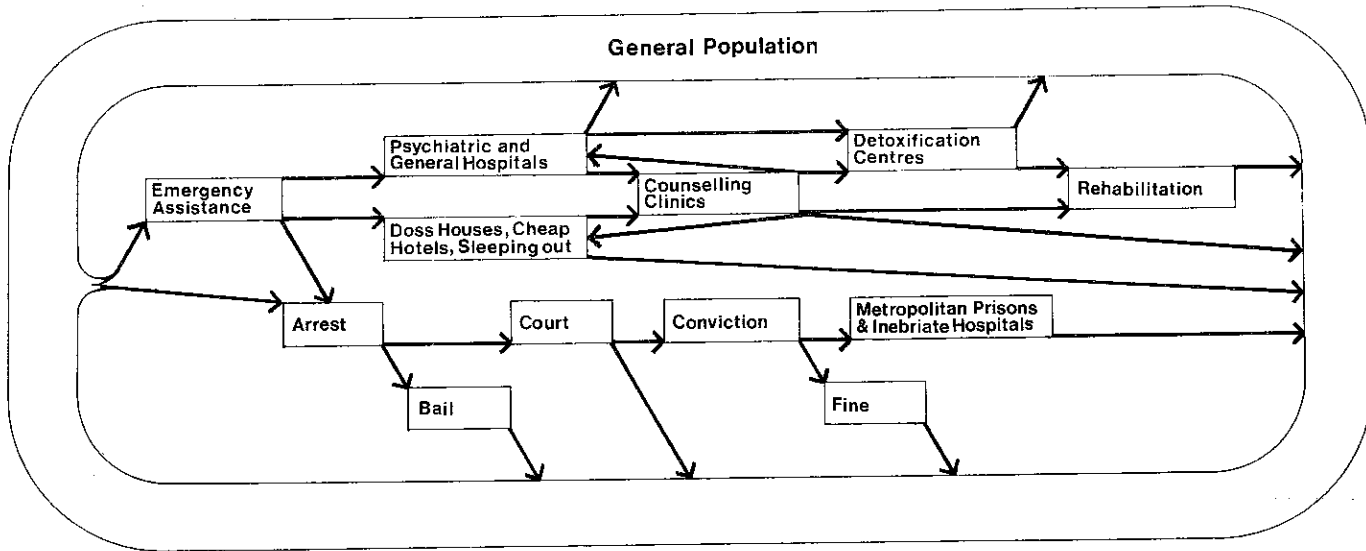 General Population
Psychiatric and
General Hospitals
Detoxification
Centres
Emergency
Assistance
Counselling
Clinics
Rehabilitation
Doss Houses, Cheap
Hotels, Sleeping out
Arrest
Court
Conviction
Metropolitan Prisons
& Inebriate Hospitals
Bail
Fine